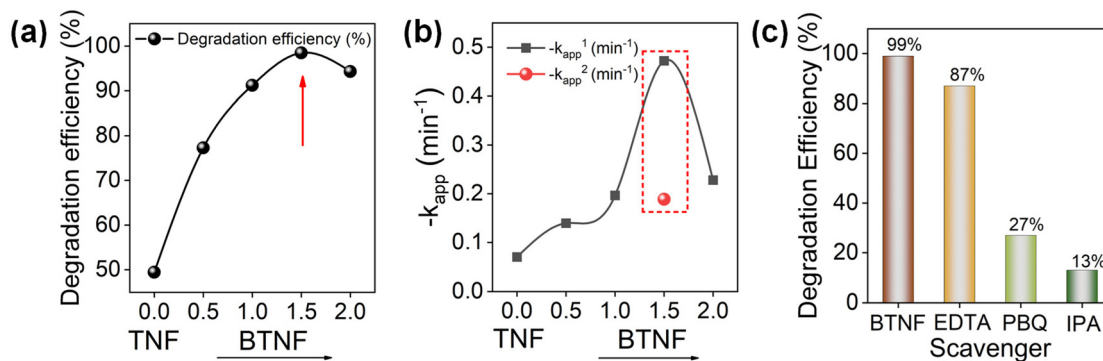 (a)
Degradation efficiency (%)
Degradation efficiency (%)
100
90
80
70
60
50
0.0 0.5 1.0 1.5 2.0
TNF BTNF
(b)
-k_app (min⁻¹)
-k_app¹ (min⁻¹)
-k_app² (min⁻¹)
0.5
0.4
0.3
0.2
0.1
0.0
0.0 0.5 1.0 1.5 2.0
TNF BTNF
(c)
Degradation Efficiency (%)
100
80
60
40
20
0
99%
87%
27%
13%
BTNF EDTA PBQ IPA
Scavenger